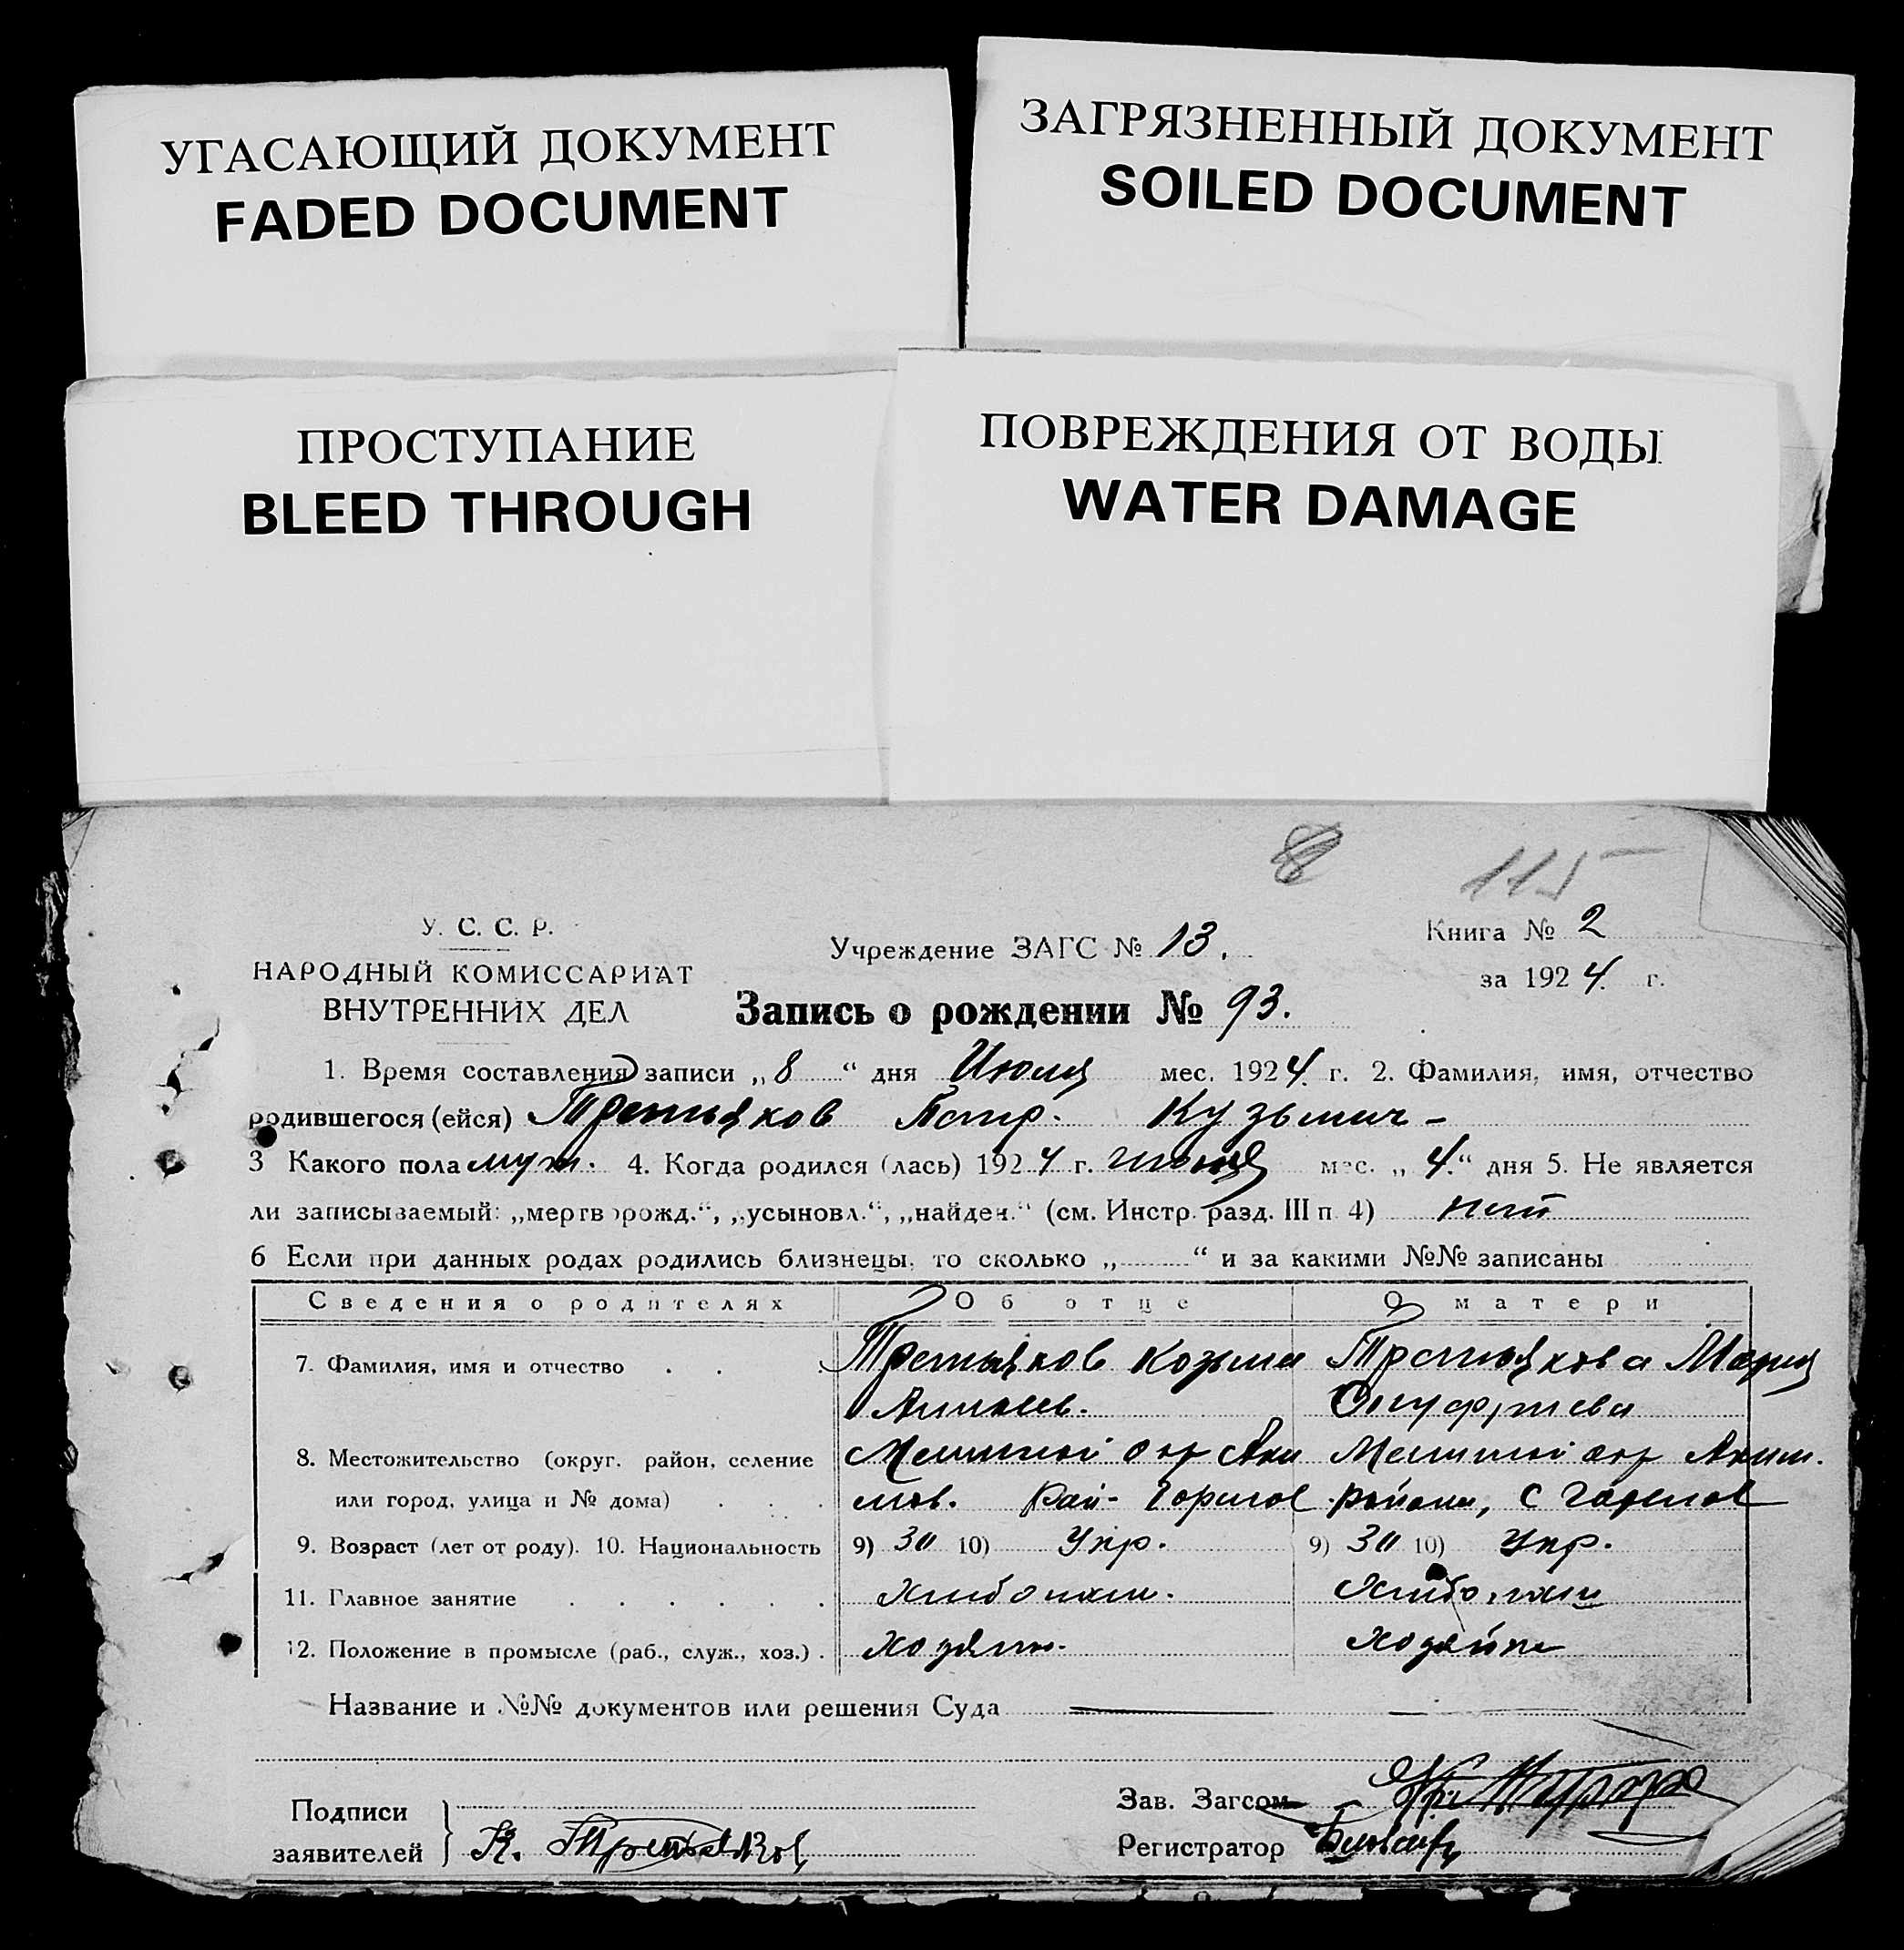 УГАСАЮЩИЙ ДОКУМЕНТ
FADED DOCUMENT
ЗАГРЯЗНЕННЫЙ ДОКУМЕНТ
SOILED DOCUMENT
ПРОСТУПАНИЕ
BLEED THROUGH
ПОВРЕЖДЕНИЯ ОТ ВОДЫ
WATER DAMAGE
115
У. С. С. Р.
НАРОДНЫЙ КОМИССАРИАТ
ВНУТРЕННИХ ДЕЛ
Учреждение ЗАГС № 13.
Книга № 2
за 1924 г.
Запись о рождении № 93.
1. Время составления записи „8“ дня Июля мес. 1924 г. 2. Фамилия, имя, отчество
родившегося (ейся) Третьяков Петр. Кузьмич -
3 Какого пола муж. 4. Когда родился (лась) 1924 г. июля мес. „4.“ дня 5. Не является
ли записываемый: „мертворожд.“, „усыновл.“, „найден.“ (см. Инстр. разд. III п. 4) нет
6 Если при данных родах родились близнецы, то сколько „ “ и за какими №№ записаны
Сведения о родителях Об отце О матери
7. Фамилия, имя и отчество Третьяков Козьма Третьякова Мария
8. Местожительство (округ. район, селение
или город, улица и № дома) Рай- района, с
9. Возраст (лет от роду). 10. Национальность 9) 30 10) Укр. 9) 30 10) Укр.
11. Главное занятие Хлибопаш.
12. Положение в промысле (раб., служ., хоз.) . хозяин. хозяйка
Название и №№ документов или решения Суда
Подписи
заявителей К. Третьяков
Зав. Загсом
Регистратор